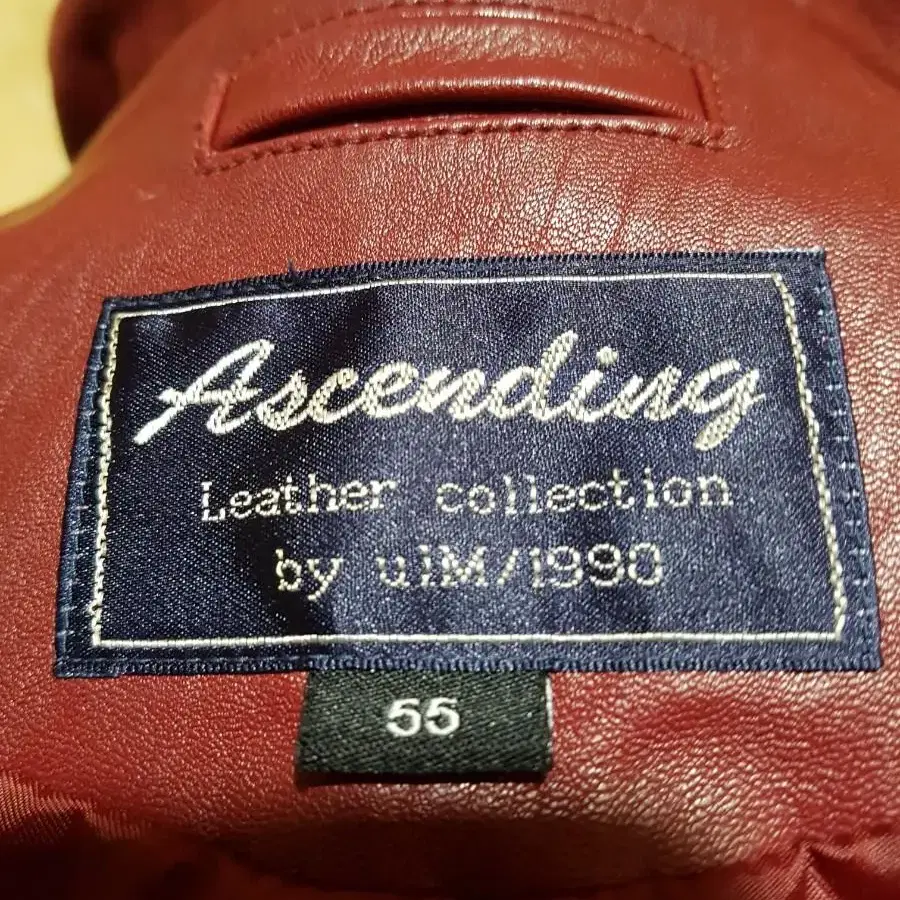 Ascending
Leather collection
by uiM/1990
55